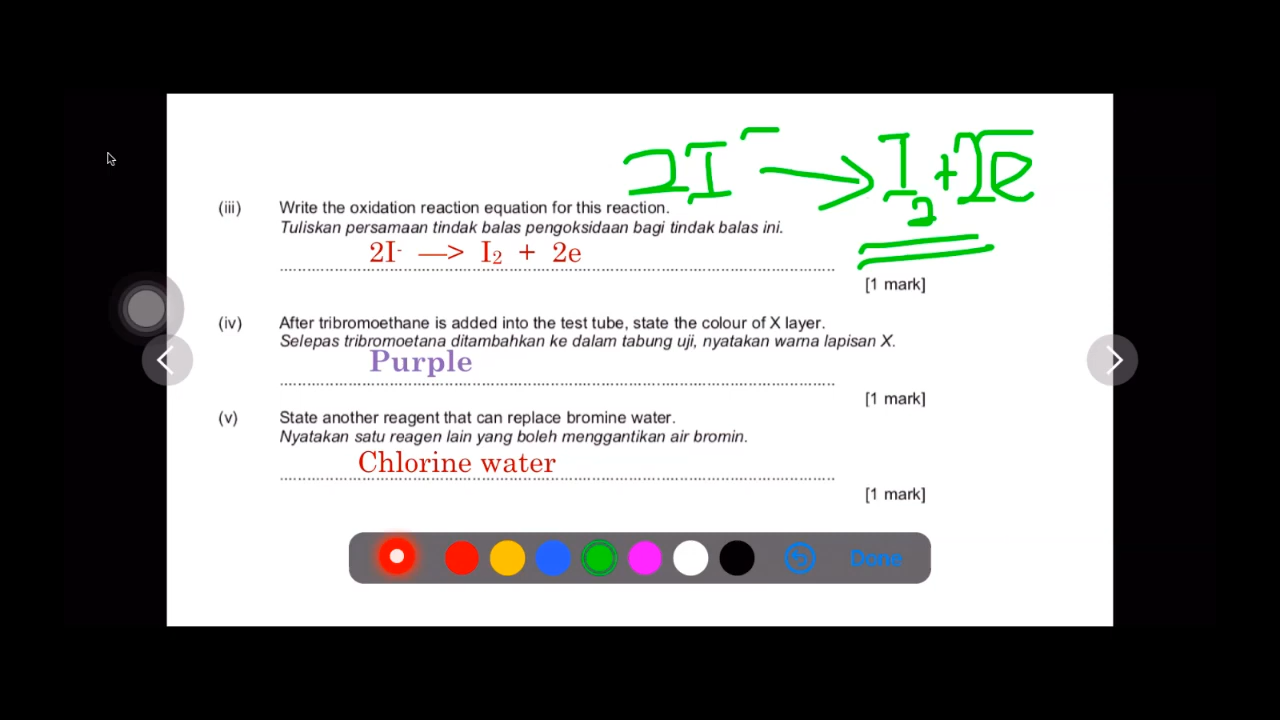 2I⁻ → I₂ + 2e̅
(iii) Write the oxidation reaction equation for this reaction.
Tuliskan persamaan tindak balas pengoksidaan bagi tindak balas ini.
2I⁻ —> I₂ + 2e
[1 mark]
(iv) After tribromoethane is added into the test tube, state the colour of X layer.
Selepas tribromoetana ditambahkan ke dalam tabung uji, nyatakan warna lapisan X.
Purple
[1 mark]
(v) State another reagent that can replace bromine water.
Nyatakan satu reagen lain yang boleh menggantikan air bromin.
Chlorine water
[1 mark]
Done